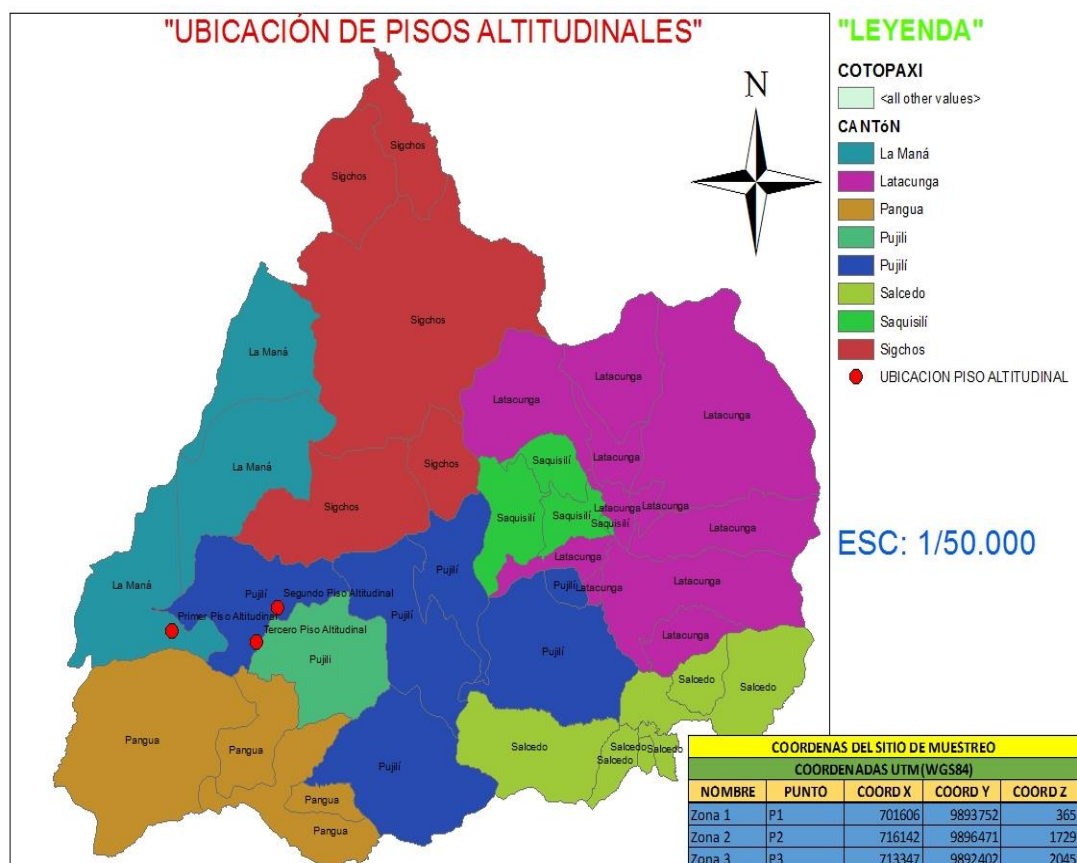 "UBICACIÓN DE PISOS ALTITUDINALES"
N
Sigchos
Sigchos
Sigchos
La Maná
Latacunga
Latacunga
Latacunga
La Maná
Sigchos
Latacunga
Saquisilí
Sigchos
Saquisilí
Saquisilí
Latacunga
Latacunga
Saquisilí
Latacunga
La Maná
Pujilí
Latacunga
Pujilí
Latacunga
Latacunga
Pujilí
Segundo Piso Altitudinal
Pujilí
Primer Piso Altitudinal
Tercero Piso Altitudinal
Latacunga
Pujili
Pujilí
Salcedo
Salcedo
Pangua
Pangua
Salcedo
Salcedo
Salcedo
Salcedo
Pujilí
Pangua
Pangua
"LEYENDA"
COTOPAXI
<all other values>
CANTóN
La Maná
Latacunga
Pangua
Pujili
Pujilí
Salcedo
Saquisilí
Sigchos
UBICACION PISO ALTITUDINAL
ESC: 1/50.000
COORDENAS DEL SITIO DE MUESTREO
COORDENADAS UTM (WGS84)
NOMBRE PUNTO COORD X COORD Y COORD Z
Zona 1 P1 701606 9893752 365
Zona 2 P2 716142 9896471 1729
Zona 3 P3 713347 9892402 2045